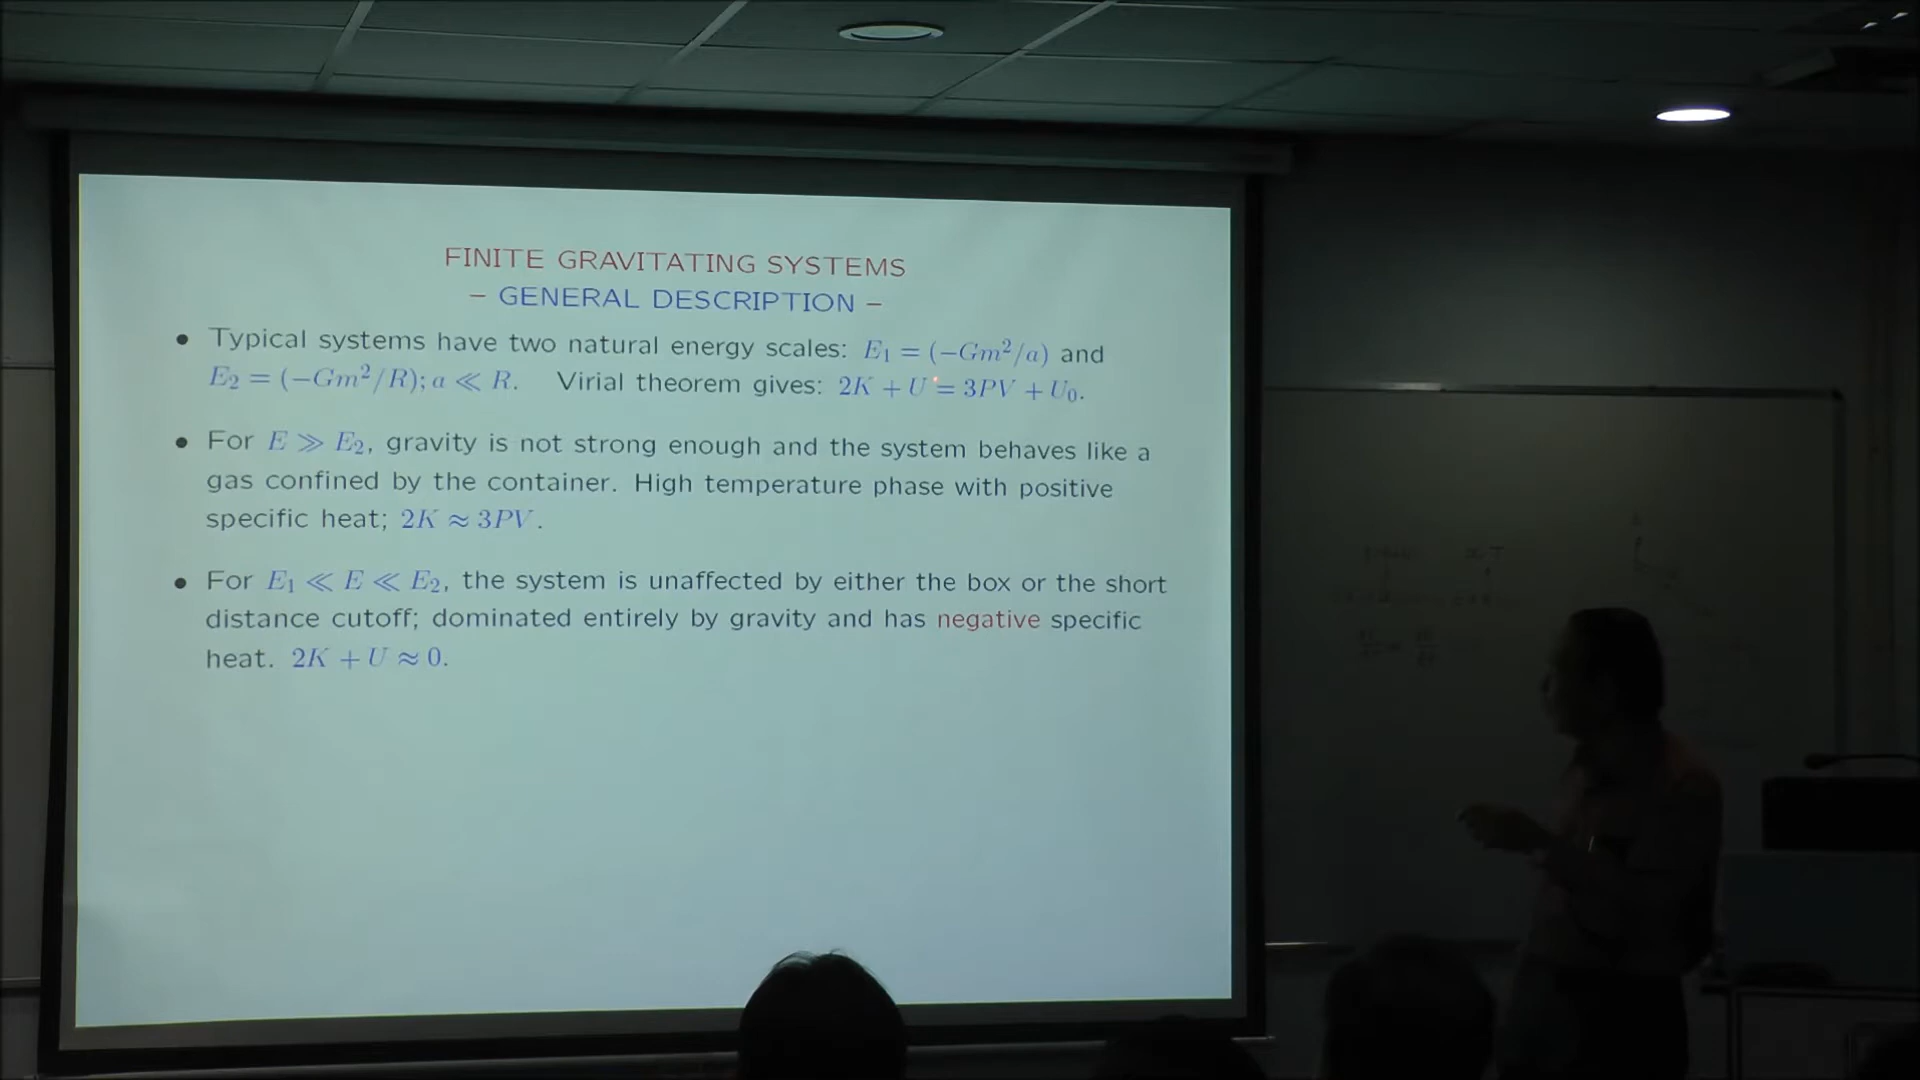 FINITE GRAVITATING SYSTEMS
– GENERAL DESCRIPTION –
• Typical systems have two natural energy scales: E₁ = (−Gm²/a) and
E₂ = (−Gm²/R); a ≪ R. Virial theorem gives: 2K + U = 3PV + U₀.
• For E ≫ E₂, gravity is not strong enough and the system behaves like a
gas confined by the container. High temperature phase with positive
specific heat; 2K ≈ 3PV.
• For E₁ ≪ E ≪ E₂, the system is unaffected by either the box or the short
distance cutoff; dominated entirely by gravity and has negative specific
heat. 2K + U ≈ 0.